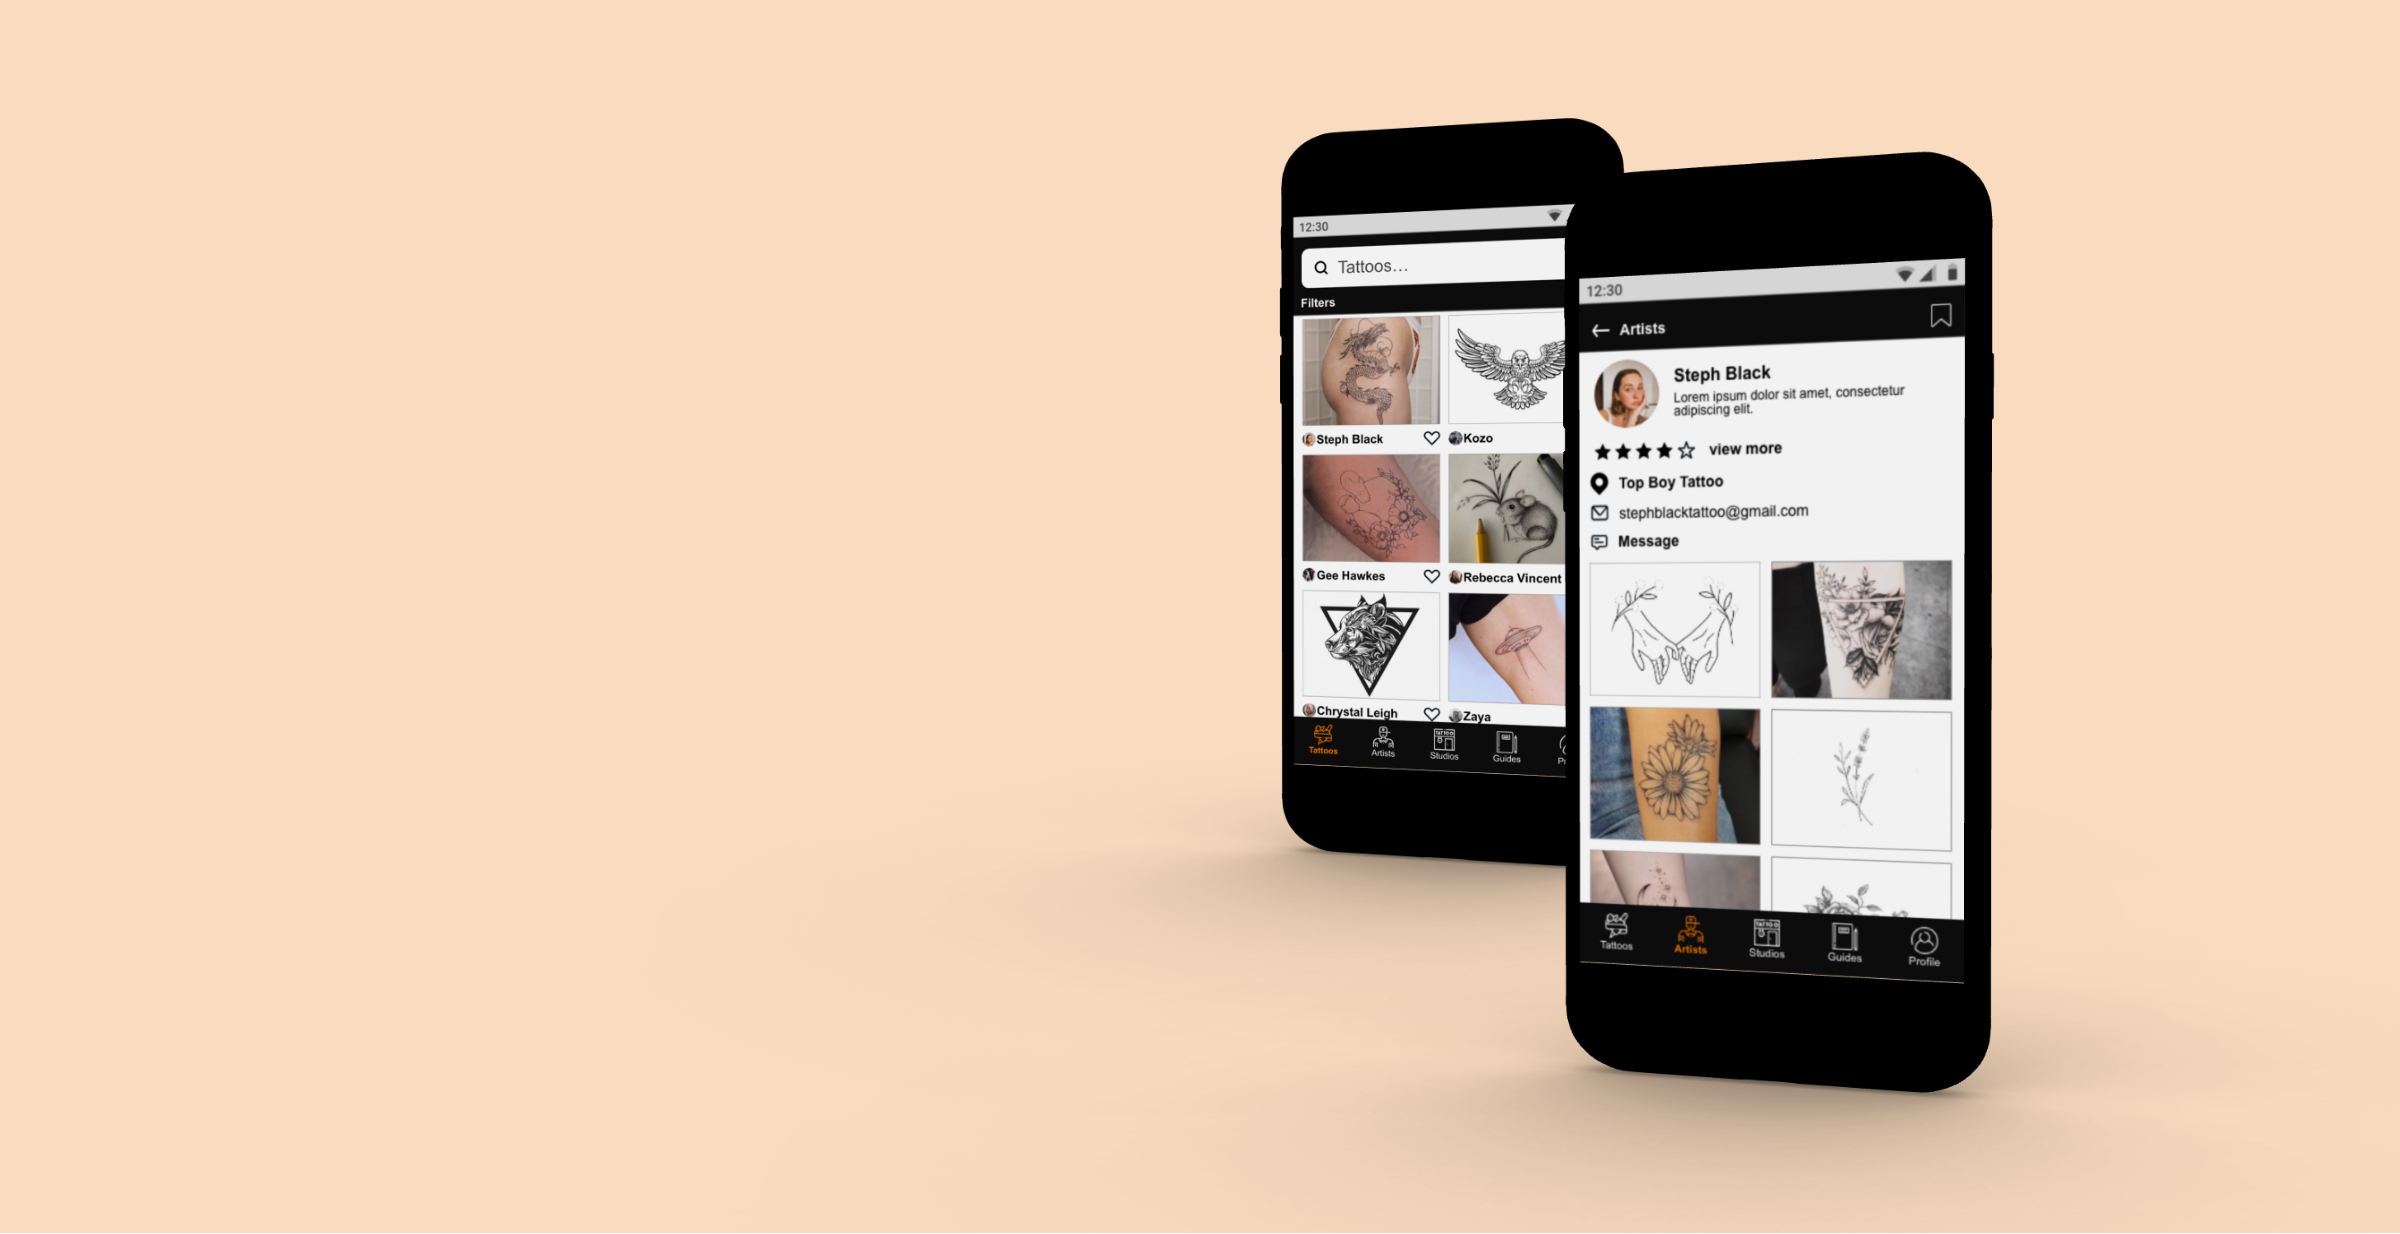 12:30
Tattoos...
Filters
Steph Black
Kozo
Gee Hawkes
Rebecca Vincent
Chrystal Leigh
Zaya
Tattoos
Artists
Studios
Guides
12:30
Artists
Steph Black
Lorem ipsum dolor sit amet, consectetur
adipiscing elit.
view more
Top Boy Tattoo
stephblacktattoo@gmail.com
Message
Tattoos
Artists
TATTOO
Studios
Guides
Profile